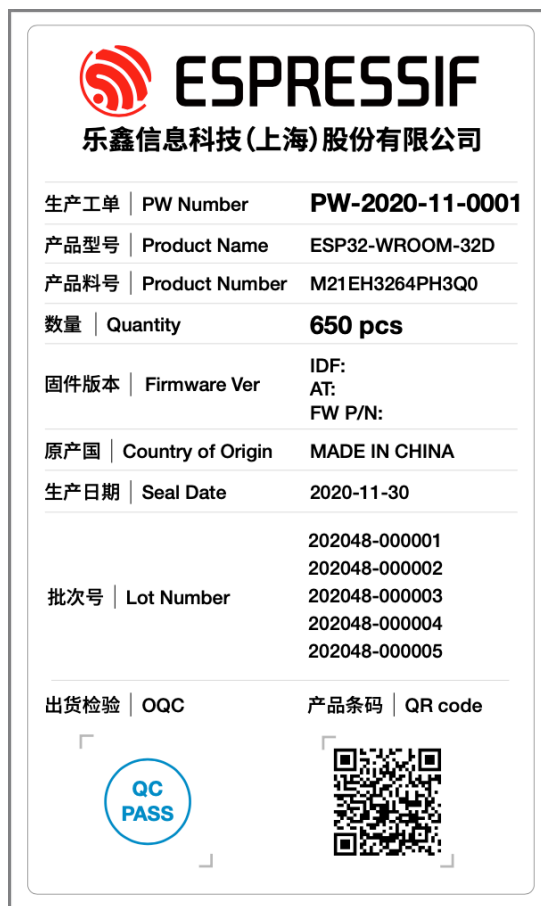 ESPRESSIF
乐鑫信息科技(上海)股份有限公司
生产工单 | PW Number PW-2020-11-0001
产品型号 | Product Name ESP32-WROOM-32D
产品料号 | Product Number M21EH3264PH3Q0
数量 | Quantity 650 pcs
固件版本 | Firmware Ver IDF:
AT:
FW P/N:
原产国 | Country of Origin MADE IN CHINA
生产日期 | Seal Date 2020-11-30
批次号 | Lot Number 202048-000001
202048-000002
202048-000003
202048-000004
202048-000005
出货检验 | OQC 产品条码 | QR code
QC
PASS